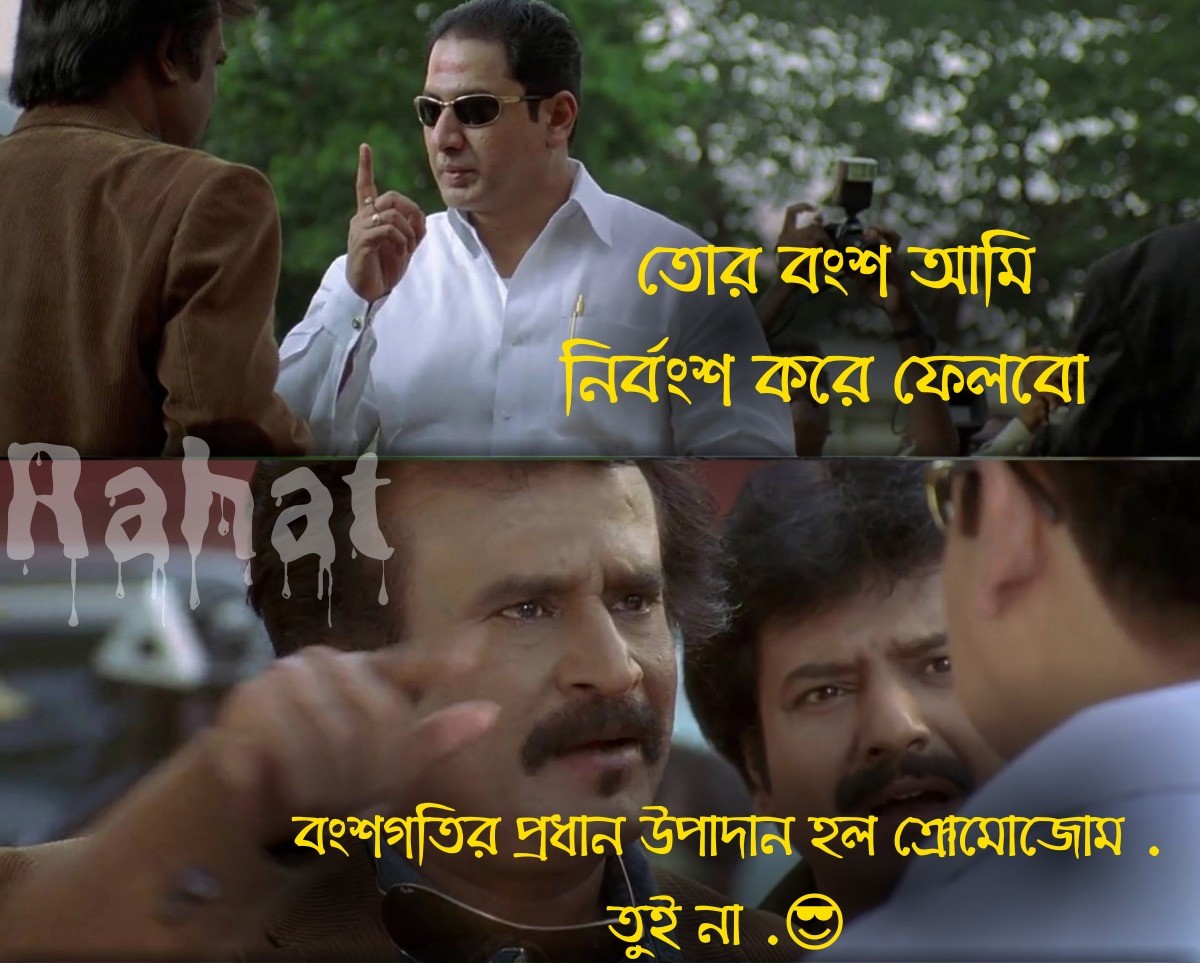 তোর বংশ আমি
নির্বংশ করে ফেলবো
Rahat
বংশগতির প্রধান উপাদান হল ক্রোমোজোম .
তুই না .😎